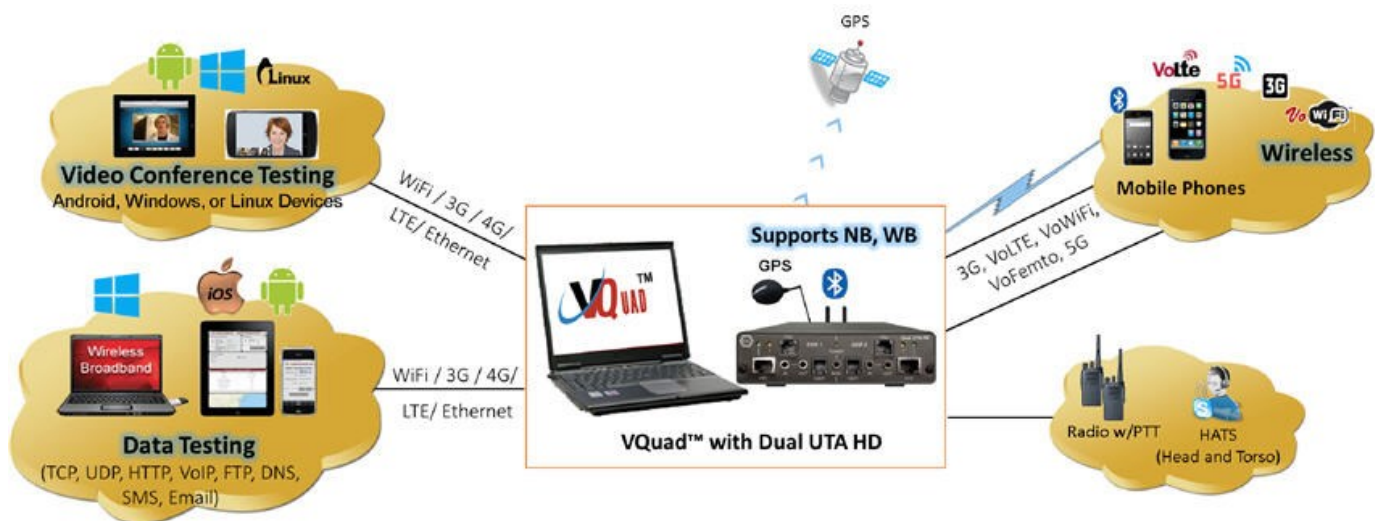 GPS
Linux
Video Conference Testing
Android, Windows, or Linux Devices
WiFi / 3G / 4G/
LTE/ Ethernet
iOS
Wireless
Broadband
Data Testing
(TCP, UDP, HTTP, VoIP, FTP, DNS,
SMS, Email)
WiFi / 3G / 4G/
LTE/ Ethernet
VQUAD™
Supports NB, WB
GPS
VQuad™ with Dual UTA HD
VoLte
5G
3G
Vo WiFi
Wireless
Mobile Phones
3G, VoLTE, VoWiFi,
VoFemto, 5G
Radio w/PTT
HATS
(Head and Torso)